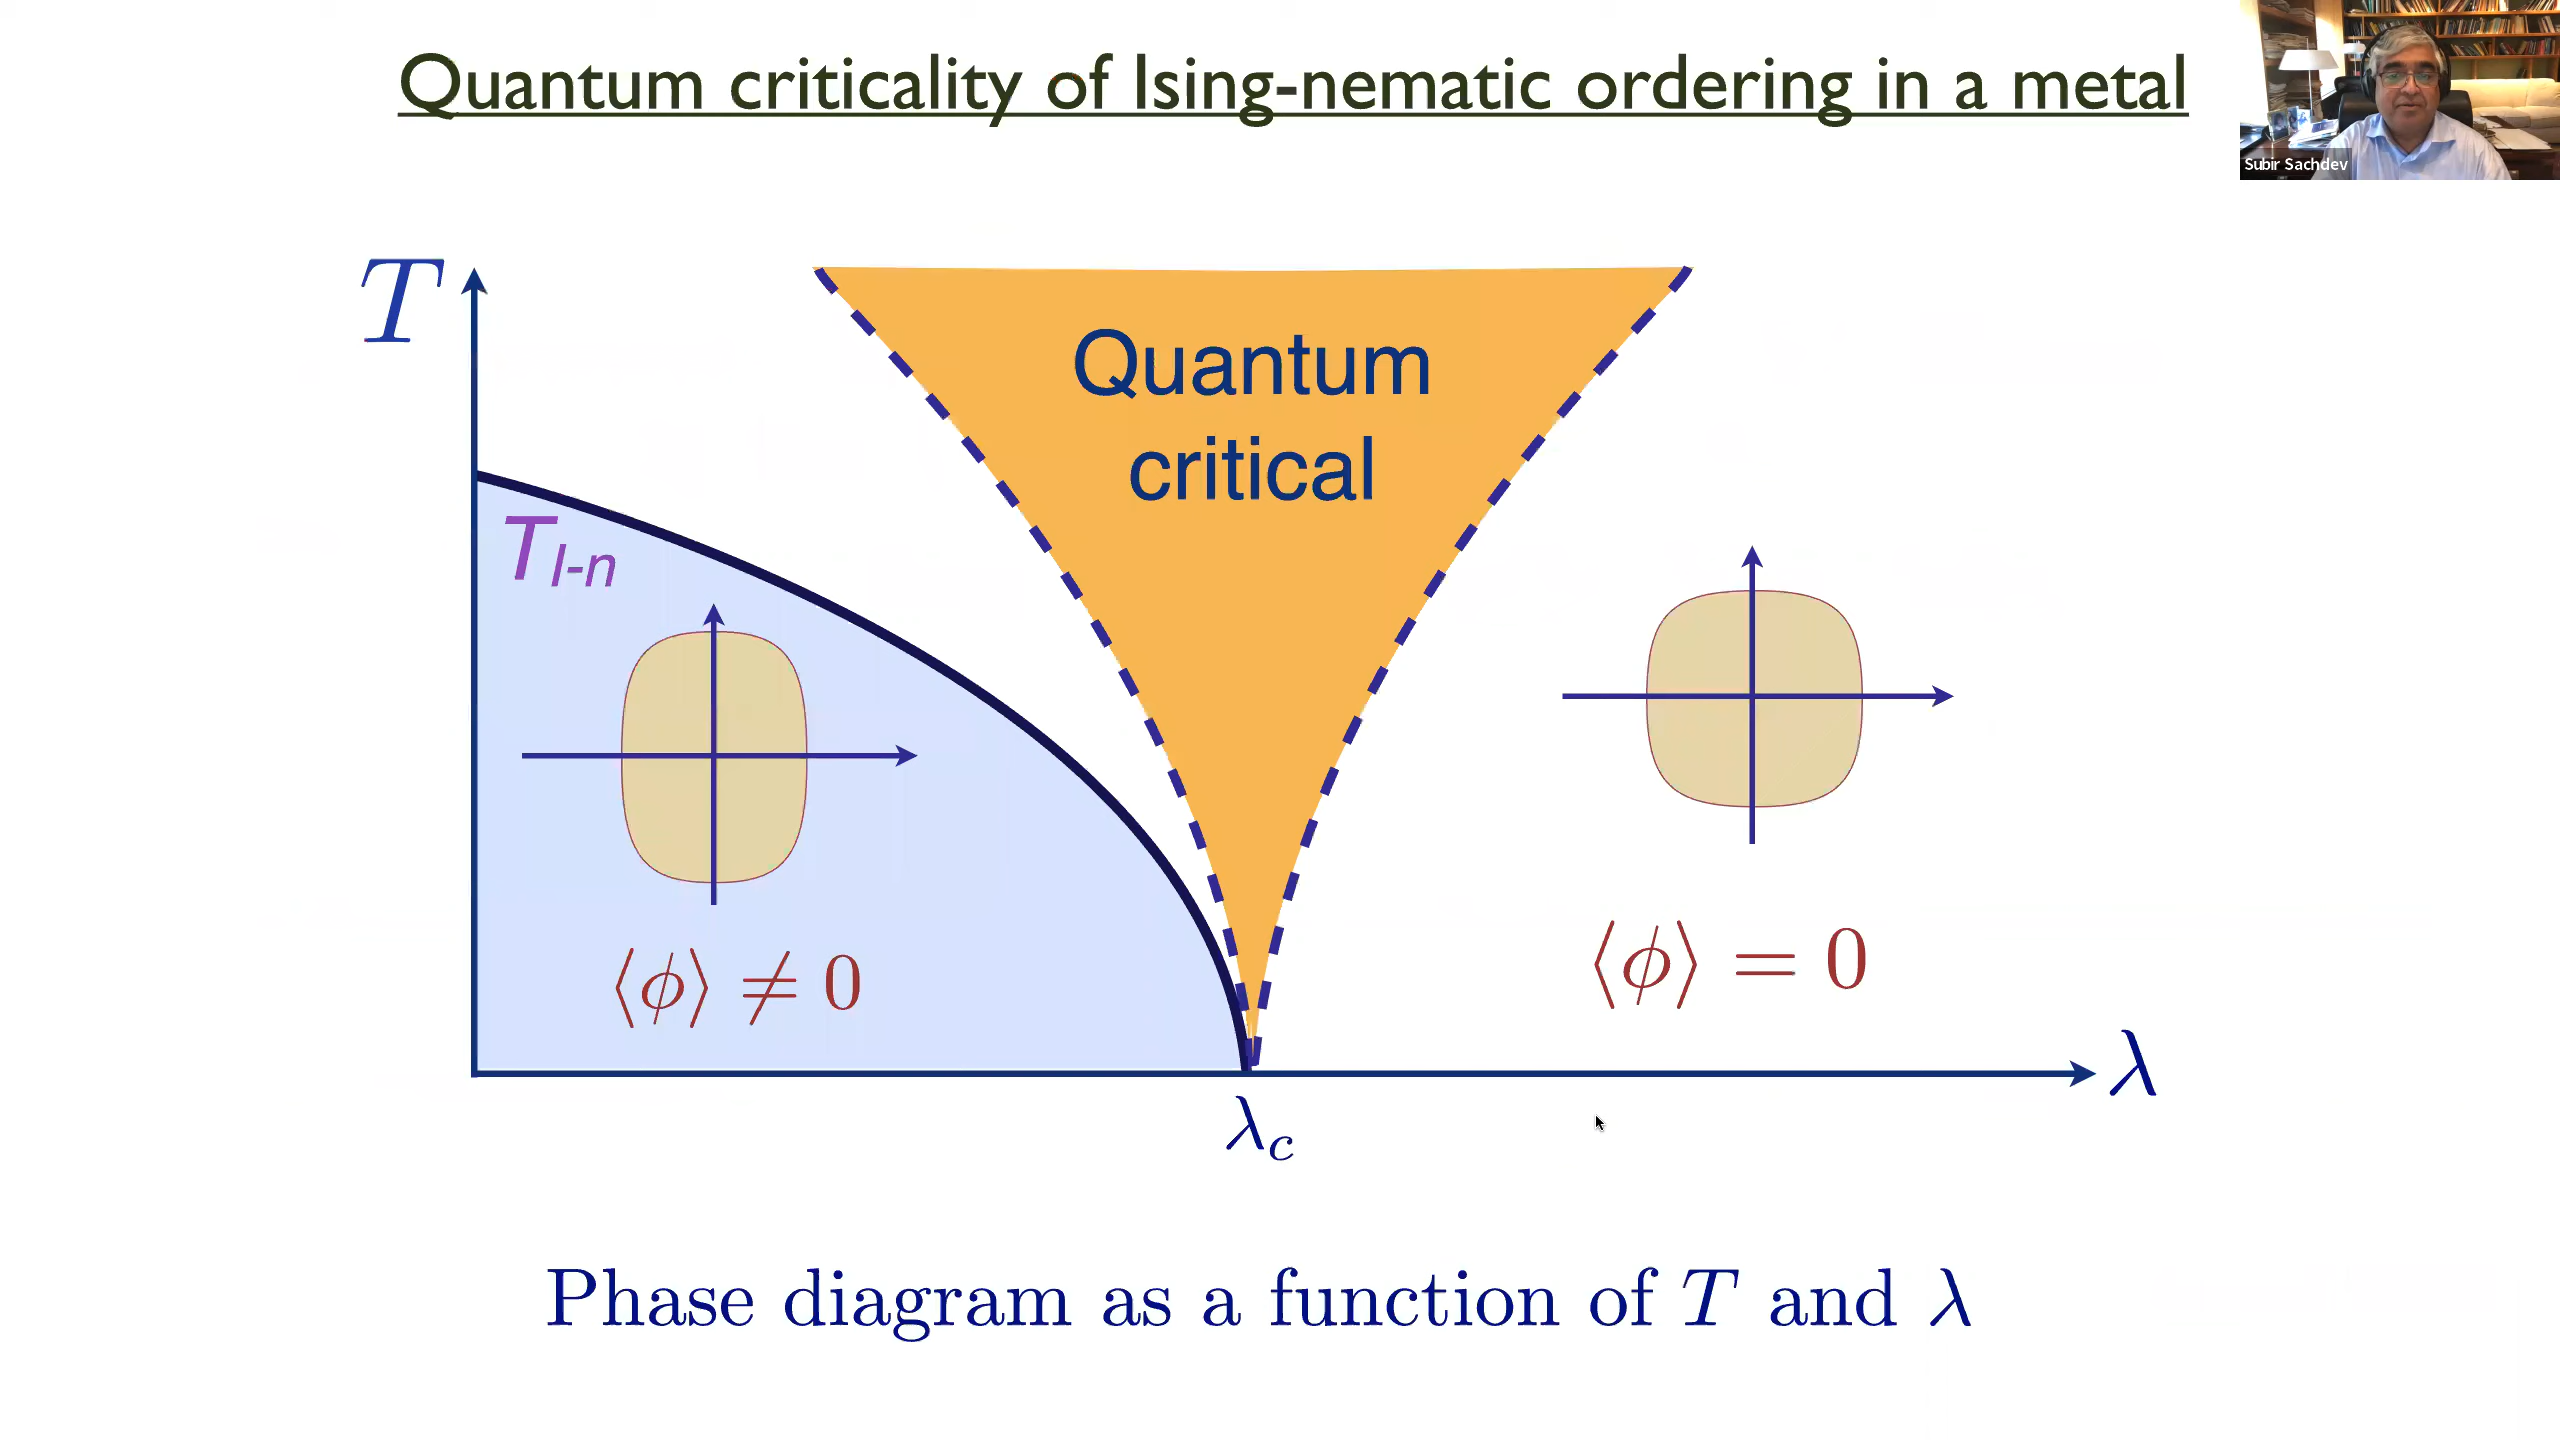 Quantum criticality of Ising-nematic ordering in a metal
Subir Sachdev
T
Quantum
critical
T_{I-n}
⟨ϕ⟩ ≠ 0
⟨ϕ⟩ = 0
λ
λ_c
Phase diagram as a function of T and λ